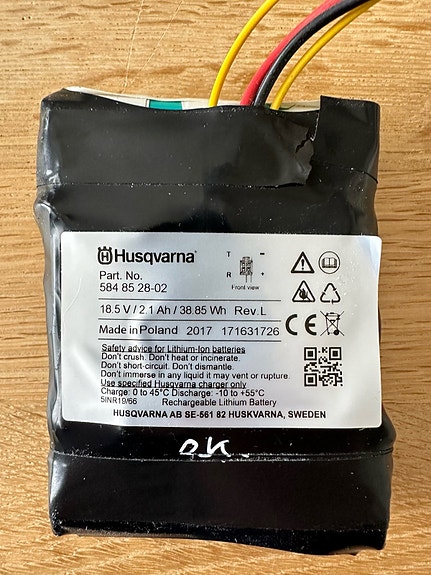 Husqvarna
T
–
R
+
Front view
Part. No.
584 85 28-02
18.5 V / 2.1 Ah / 38.85 Wh Rev. L
Made in Poland 2017 171631726
CE
Safety advice for Lithium-Ion batteries
Don't crush. Don't heat or incinerate.
Don't short-circuit. Don't dismantle.
Don't immerse in any liquid it may vent or rupture.
Use specified Husqvarna charger only
Charge: 0 to 45°C Discharge: -10 to +55°C
5INR19/66 Rechargeable Lithium Battery
HUSQVARNA AB SE-561 82 HUSKVARNA, SWEDEN
OK